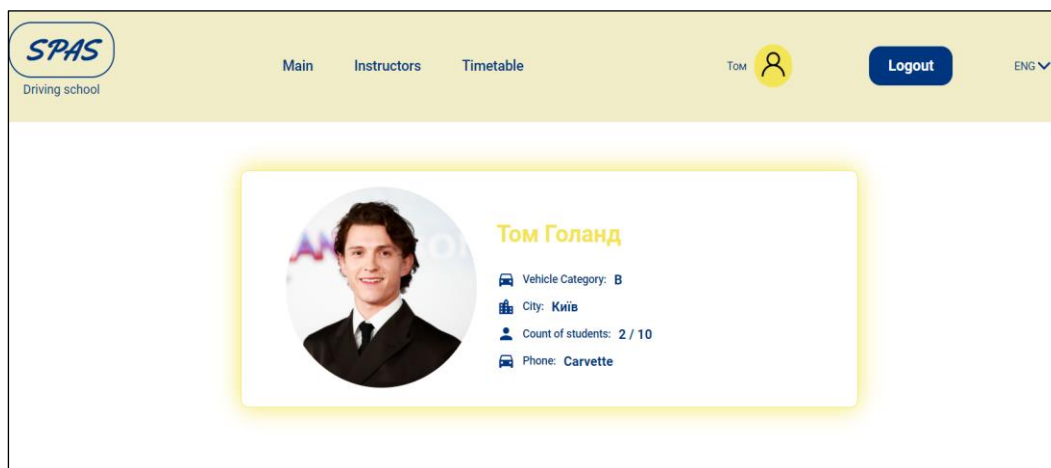 SPAS
Driving school
Main Instructors Timetable
Том
Logout
ENG
Том Голанд
Vehicle Category: B
City: Київ
Count of students: 2 / 10
Phone: Carvette